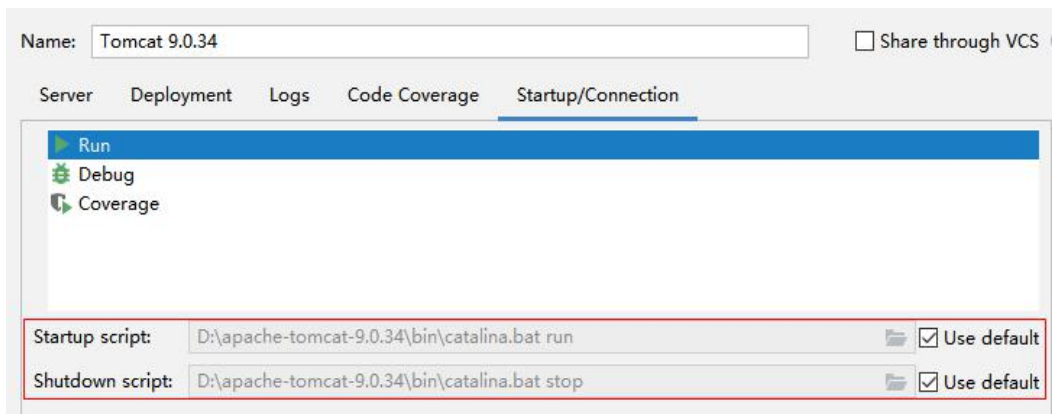 Name: Tomcat 9.0.34 Share through VCS
Server Deployment Logs Code Coverage Startup/Connection
Run
Debug
Coverage
Startup script: D:\apache-tomcat-9.0.34\bin\catalina.bat run Use default
Shutdown script: D:\apache-tomcat-9.0.34\bin\catalina.bat stop Use default